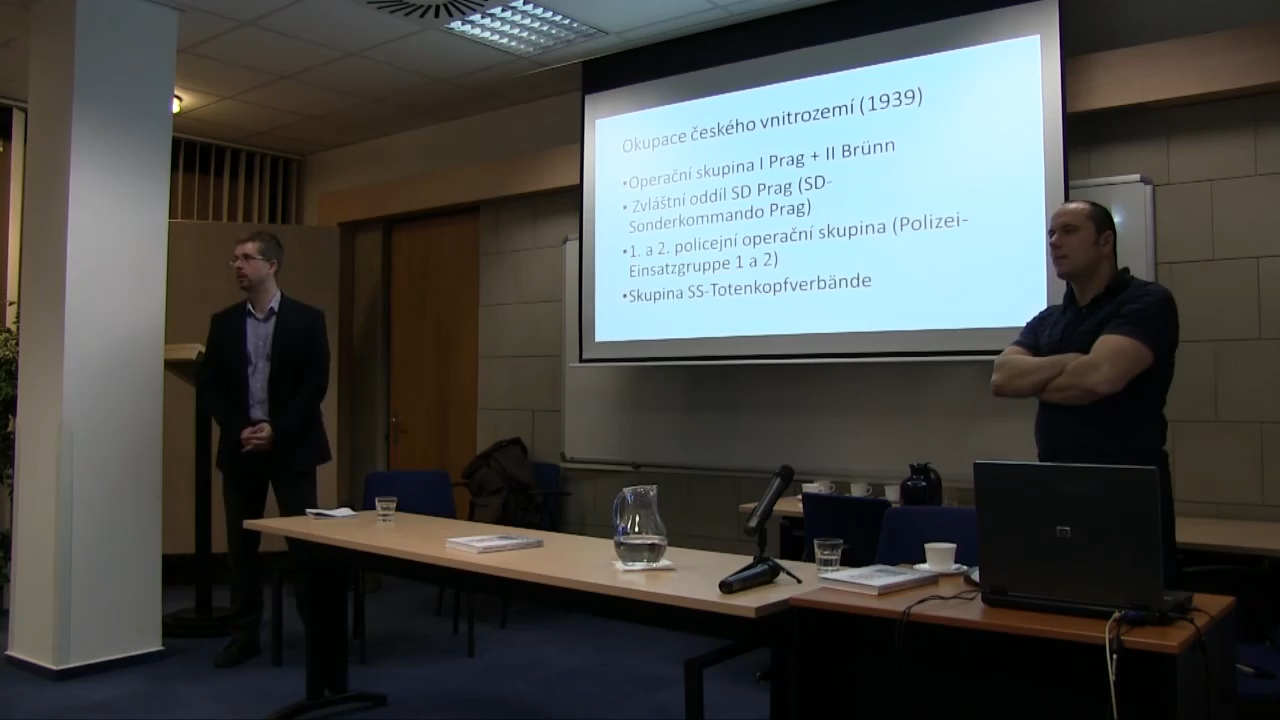 Okupace českého vnitrozemí (1939)
•Operační skupina I Prag + II Brünn
• Zvláštní oddíl SD Prag (SD-
Sonderkommando Prag)
•1. a 2. policejní operační skupina (Polizei-
Einsatzgruppe 1 a 2)
•Skupina SS-Totenkopfverbände